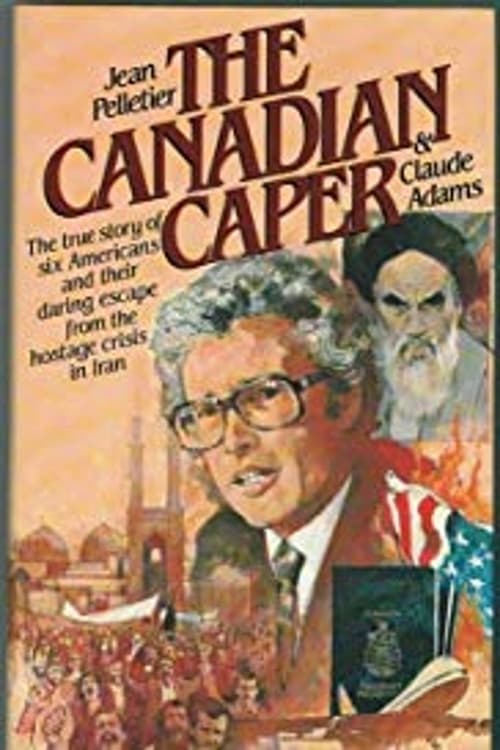 Jean
Pelletier
THE
CANADIAN
CAPER
& Claude
Adams
The true story of
six Americans
and their
daring escape
from the
hostage crisis
in Iran